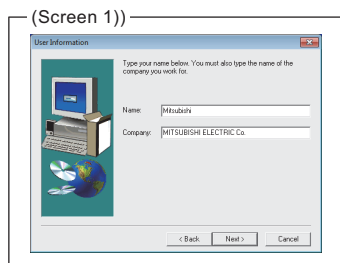 (Screen 1))
User Information
Type your name below. You must also type the name of the
company you work for.
Name:
Mitsubishi
Company:
MITSUBISHI ELECTRIC Co.
< Back
Next >
Cancel